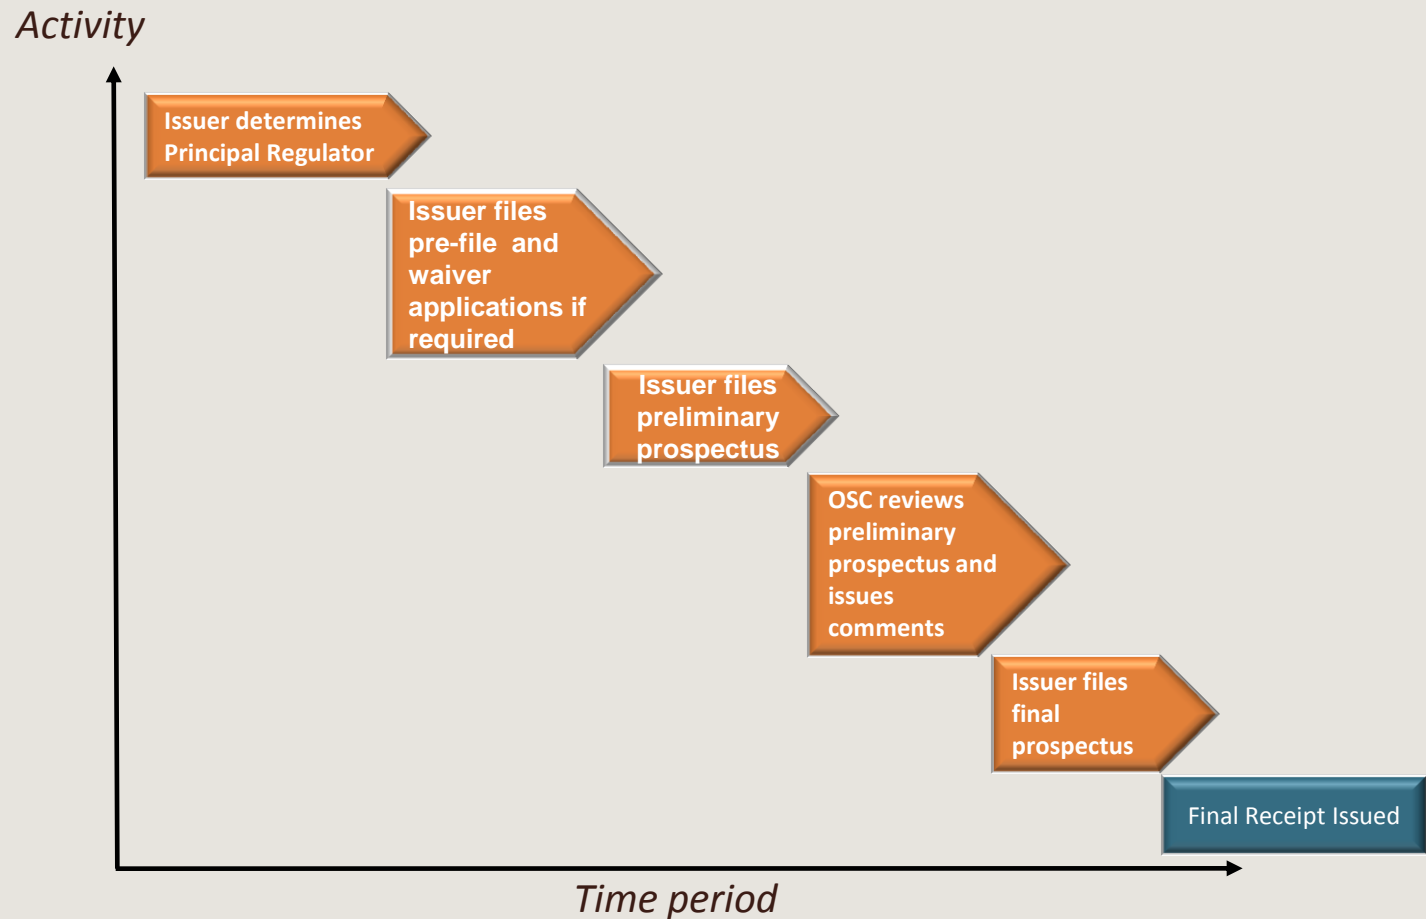 Activity
Issuer determines
Principal Regulator
Issuer files
pre-file and
waiver
applications if
required
Issuer files
preliminary
prospectus
OSC reviews
preliminary
prospectus and
issues
comments
Issuer files
final
prospectus
Final Receipt Issued
Time period